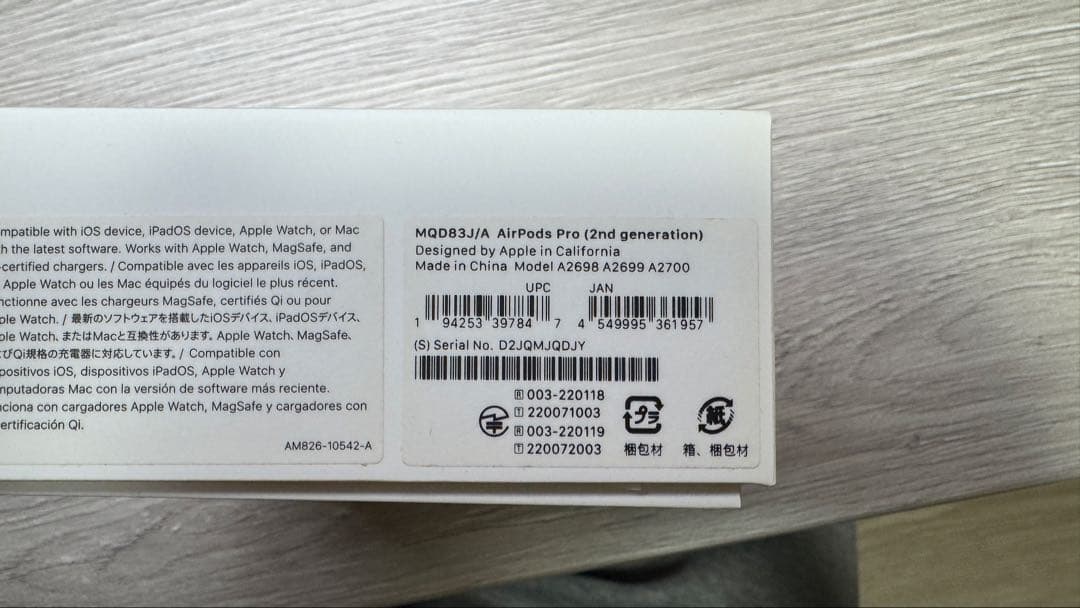 mpatible with iOS device, iPadOS device, Apple Watch, or Mac
h the latest software. Works with Apple Watch, MagSafe, and
-certified chargers. / Compatible avec les appareils iOS, iPadOS,
Apple Watch ou les Mac équipés du logiciel le plus récent.
nctionne avec les chargeurs MagSafe, certifiés Qi ou pour
ple Watch. / 最新のソフトウェアを搭載したiOSデバイス、iPadOSデバイス、
ple Watch、またはMacと互換性があります。Apple Watch、MagSafe、
びQi規格の充電器に対応しています。/ Compatible con
positivos iOS, dispositivos iPadOS, Apple Watch y
mputadoras Mac con la versión de software más reciente.
nciona con cargadores Apple Watch, MagSafe y cargadores con
ertificación Qi.
AM826-10542-A
MQD83J/A AirPods Pro (2nd generation)
Designed by Apple in California
Made in China Model A2698 A2699 A2700
UPC JAN
1 94253 39784 7 4 549995 361957
(S) Serial No. D2JQMJQDJY
R 003-220118
T 220071003
R 003-220119
T 220072003
プラ 紙
梱包材 箱、梱包材